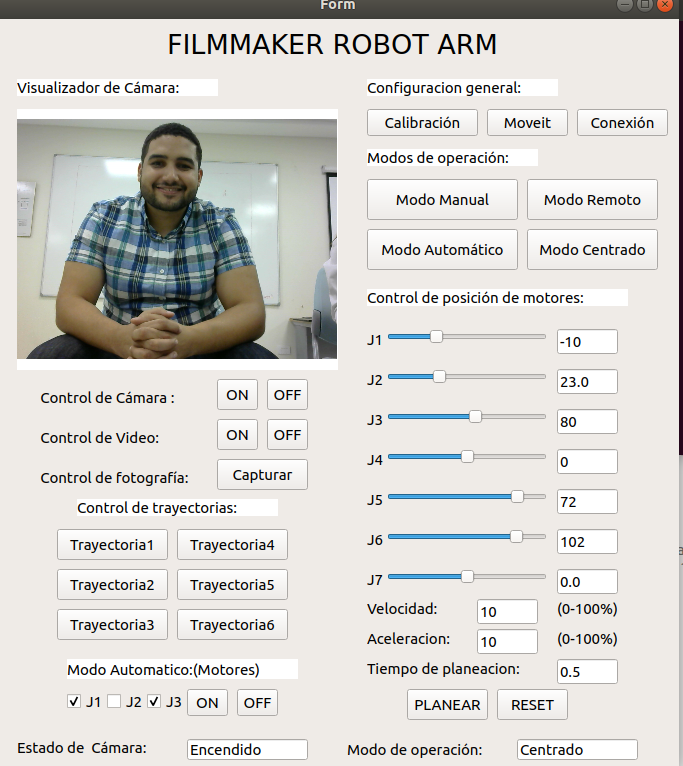 Form
FILMMAKER ROBOT ARM
Visualizador de Cámara:
Control de Cámara :
ON
OFF
Control de Video:
ON
OFF
Control de fotografía:
Capturar
Control de trayectorias:
Trayectoria1
Trayectoria4
Trayectoria2
Trayectoria5
Trayectoria3
Trayectoria6
Modo Automatico:(Motores)
J1
J2
J3
ON
OFF
Estado de Cámara:
Encendido
Configuracion general:
Calibración
Moveit
Conexión
Modos de operación:
Modo Manual
Modo Remoto
Modo Automático
Modo Centrado
Control de posición de motores:
J1
-10
J2
23.0
J3
80
J4
0
J5
72
J6
102
J7
0.0
Velocidad:
10
(0-100%)
Aceleracion:
10
(0-100%)
Tiempo de planeacion:
0.5
PLANEAR
RESET
Modo de operación:
Centrado